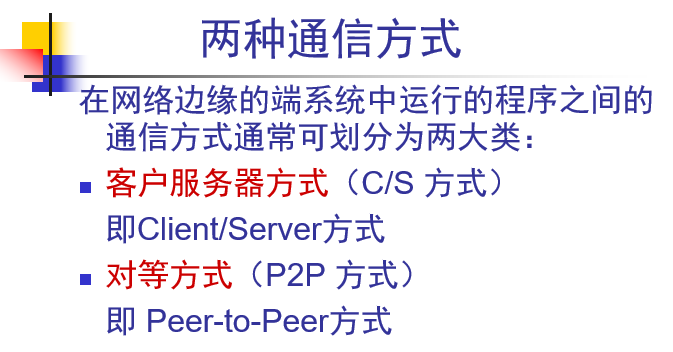 两种通信方式
在网络边缘的端系统中运行的程序之间的
通信方式通常可划分为两大类：
客户服务器方式（C/S 方式）
即Client/Server方式
对等方式（P2P 方式）
即 Peer-to-Peer方式